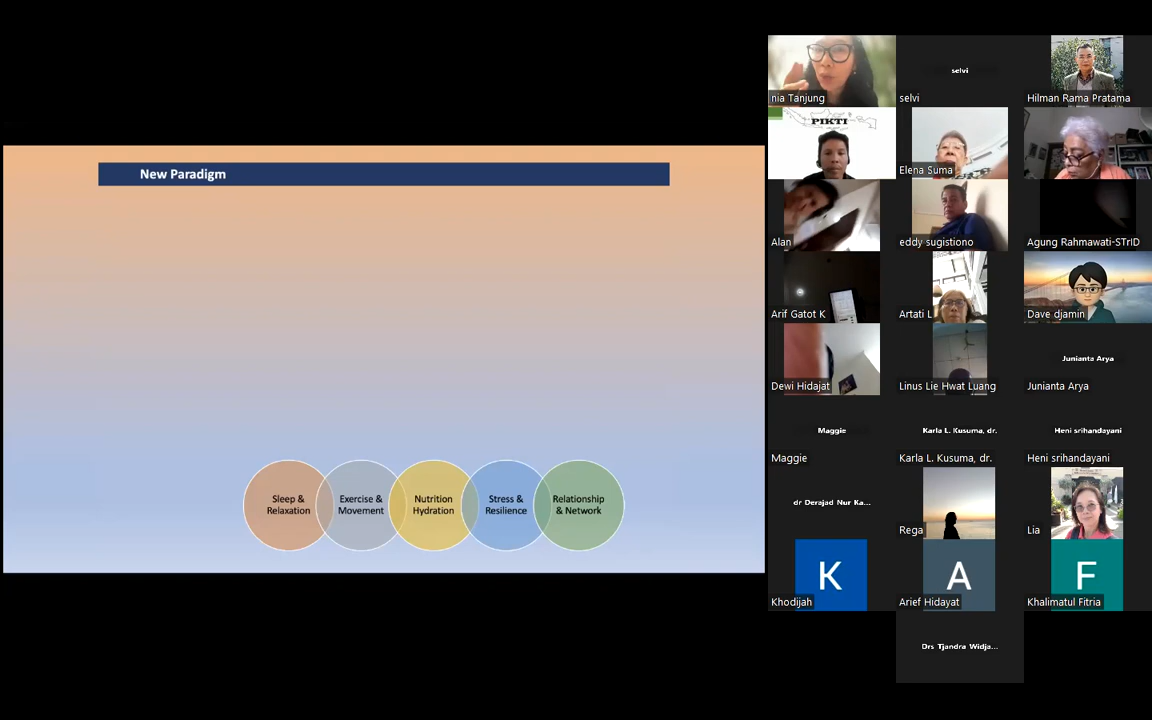 New Paradigm
Sleep &
Relaxation
Exercise &
Movement
Nutrition
Hydration
Stress &
Resilience
Relationship
& Network
nia Tanjung
selvi
selvi
Hilman Rama Pratama
PIKTI
Elena Suma
Alan
eddy sugistiono
Agung Rahmawati-STrID
Arif Gatot K
Artati L
Dave djamin
Dewi Hidajat
Linus Lie Hwat Luang
Junianta Arya
Junianta Arya
Maggie
Maggie
Karla L. Kusuma, dr.
Karla L. Kusuma, dr.
Heni srihandayani
Heni srihandayani
dr Derajad Nur Ka...
Rega
Lia
K
Khodijah
A
Arief Hidayat
F
Khalimatul Fitria
Drs Tjandra Widja...